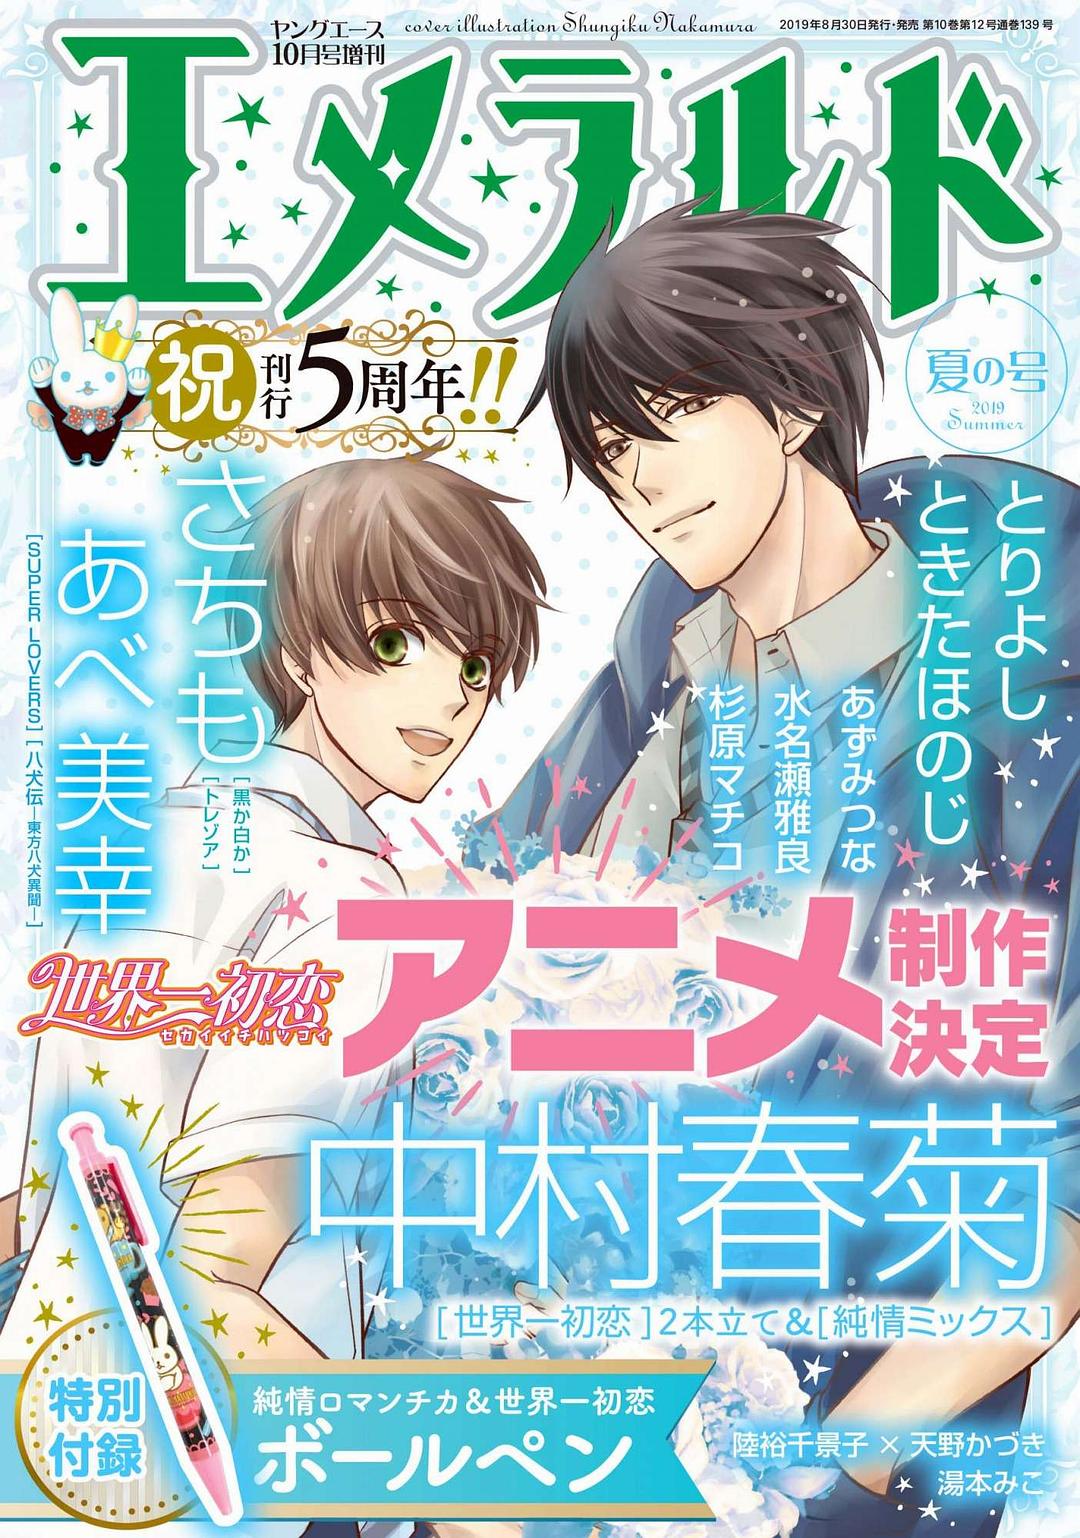 ヤングエース
10月号増刊
cover illustration Shungiku Nakamura
2019年8月30日発行・発売 第10巻第12号通巻139号
エメラルド
祝
刊行5周年!!
夏の号
2019
Summer
とりよし
ときたほのじ
あずみつな
水名瀬雅良
杉原マチコ
さちも
[黒か白か]
[トレゾア]
あべ美幸
[SUPER LOVERS][八犬伝―東方八犬異聞―]
世界一初恋
セカイイチハツコイ
アニメ
制作
決定
中村春菊
[世界一初恋]2本立て&[純情ミックス]
特別
付録
純情ロマンチカ&世界一初恋
ボールペン
陸裕千景子×天野かづき
湯本みこ